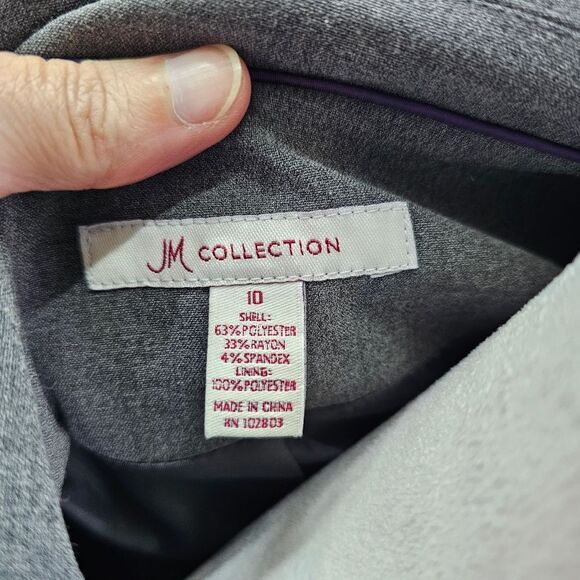 JM COLLECTION
10
SHELL:
63%POLYESTER
33%RAYON
4%SPANDEX
LINING:
100%POLYESTER
MADE IN CHINA
RN 102803